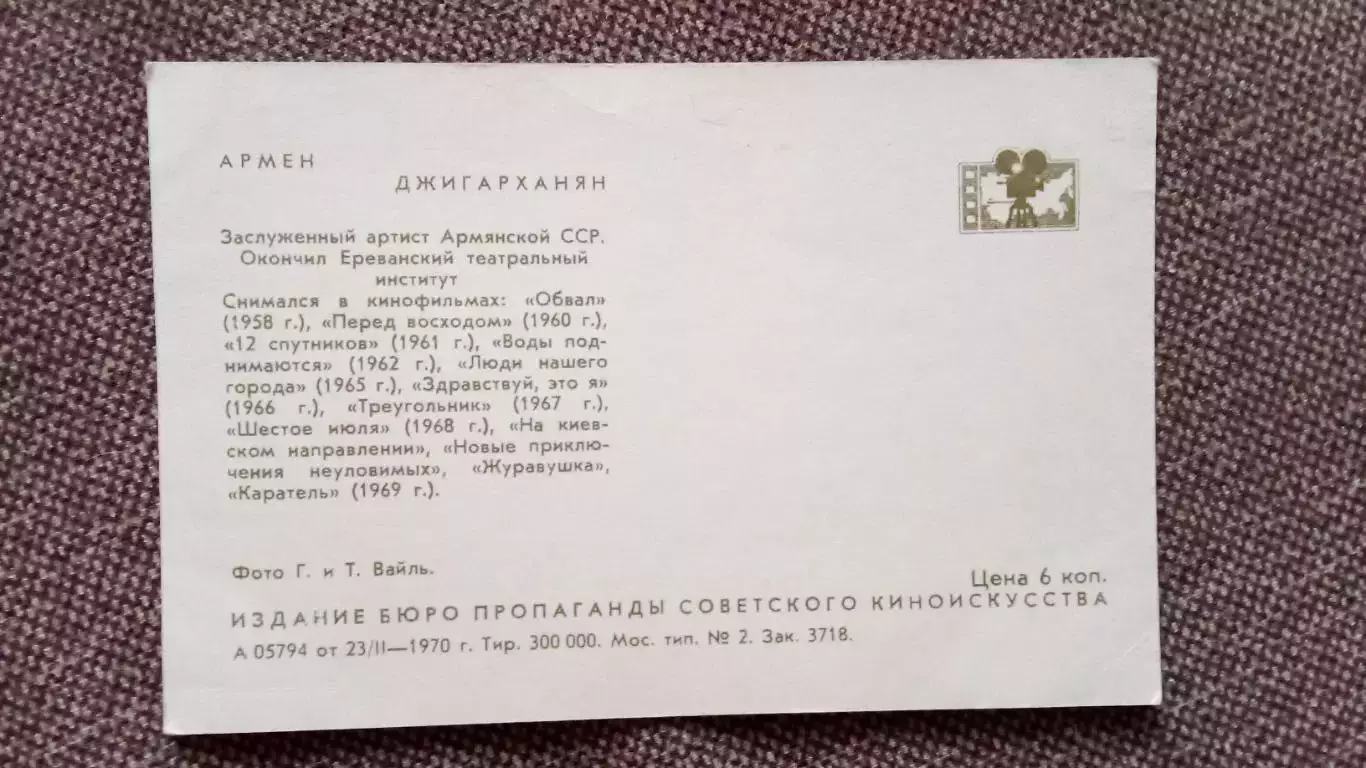 АРМЕН
ДЖИГАРХАНЯН
Заслуженный артист Армянской ССР.
Окончил Ереванский театральный
институт
Снимался в кинофильмах: «Обвал»
(1958 г.), «Перед восходом» (1960 г.),
«12 спутников» (1961 г.), «Воды под-
нимаются» (1962 г.), «Люди нашего
города» (1965 г.), «Здравствуй, это я»
(1966 г.), «Треугольник» (1967 г.),
«Шестое июля» (1968 г.), «На киев-
ском направлении», «Новые приклю-
чения неуловимых», «Журавушка»,
«Каратель» (1969 г.).
Фото Г. и Т. Вайль.
Цена 6 коп.
ИЗДАНИЕ БЮРО ПРОПАГАНДЫ СОВЕТСКОГО КИНОИСКУССТВА
А 05794 от 23/II—1970 г. Тир. 300 000. Мос. тип. № 2. Зак. 3718.